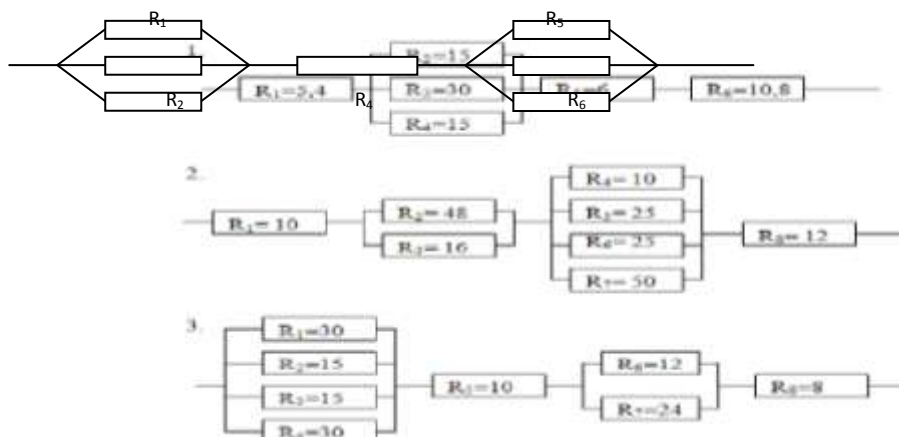 R₁ R₅
1.
R₂=15
R₂ R₁=5,4 R₃=30 R₄ R₆ R₆=10,8
R₄=15
2.
R₄= 10
R₁= 10 R₂= 48 R₅= 25 R₈= 12
R₃= 16 R₆= 25
R₇= 50
3.
R₁=30
R₂=15 R₆=12
R₅=10 R₈=8
R₃=15 R₇=24
R₄=30